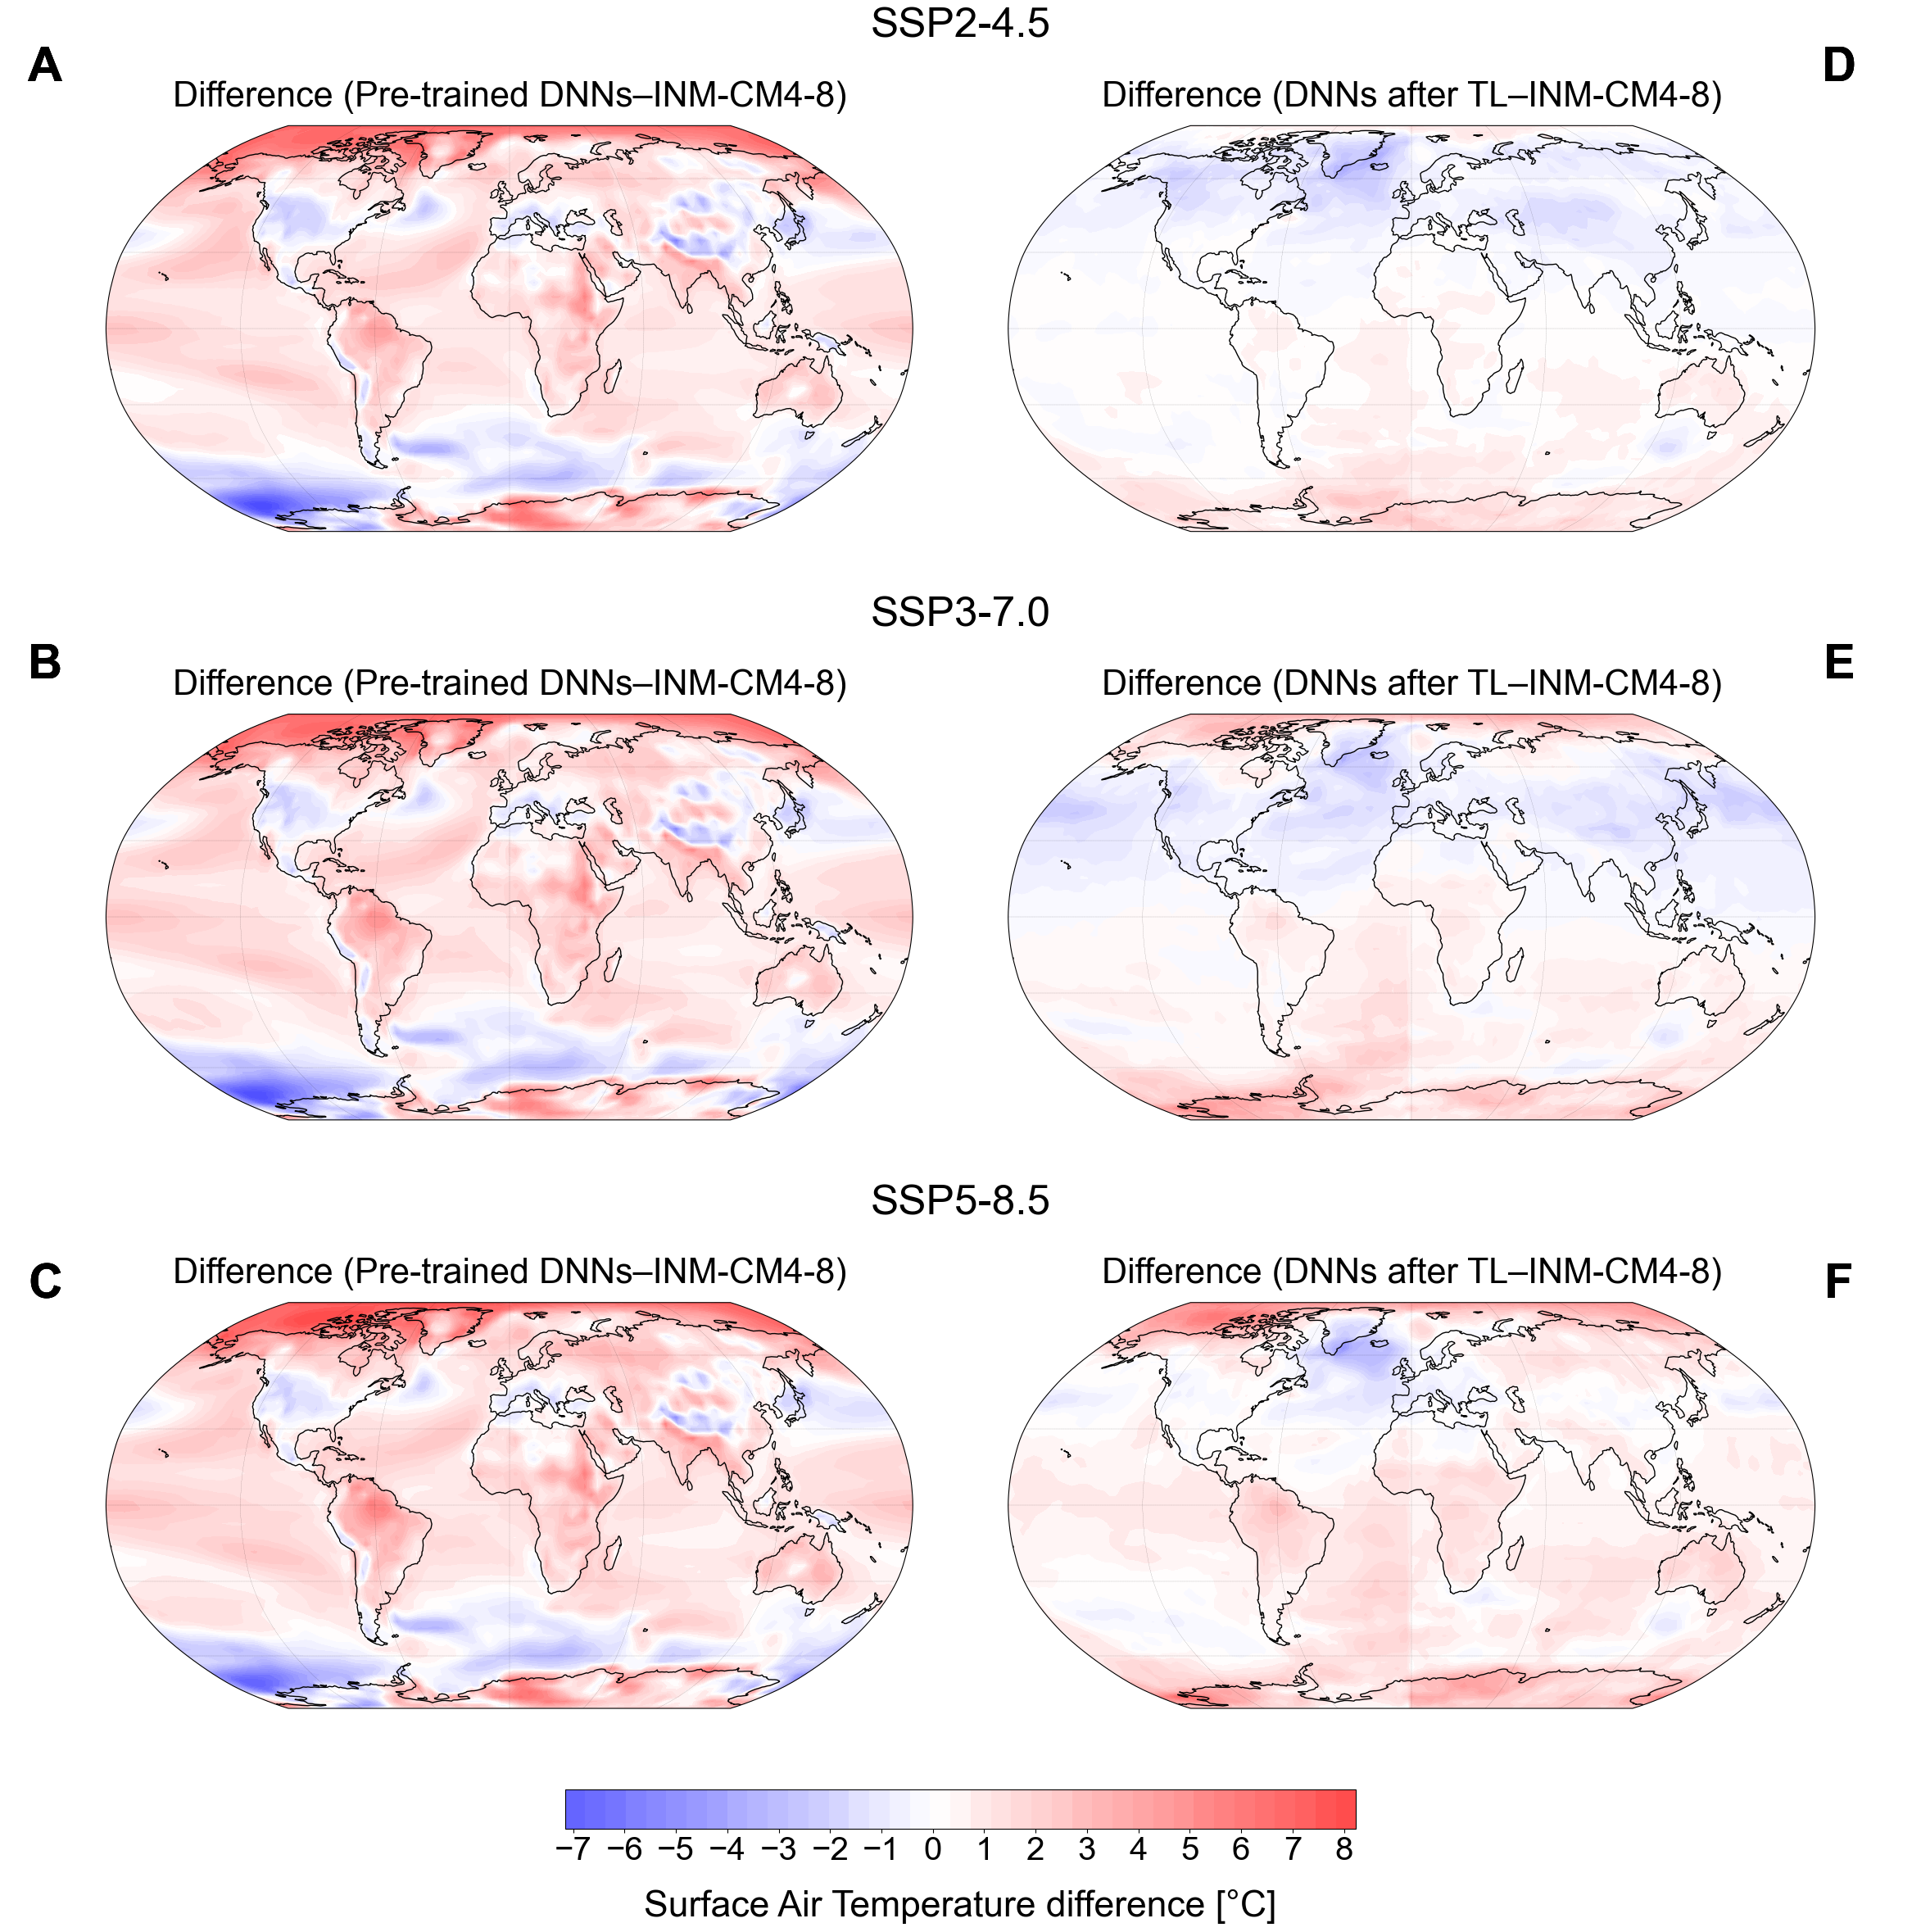 SSP2-4.5
A
D
Difference (Pre-trained DNNs–INM-CM4-8)
Difference (DNNs after TL–INM-CM4-8)
SSP3-7.0
B
E
Difference (Pre-trained DNNs–INM-CM4-8)
Difference (DNNs after TL–INM-CM4-8)
SSP5-8.5
C
F
Difference (Pre-trained DNNs–INM-CM4-8)
Difference (DNNs after TL–INM-CM4-8)
−7 −6 −5 −4 −3 −2 −1 0 1 2 3 4 5 6 7 8
Surface Air Temperature difference [°C]